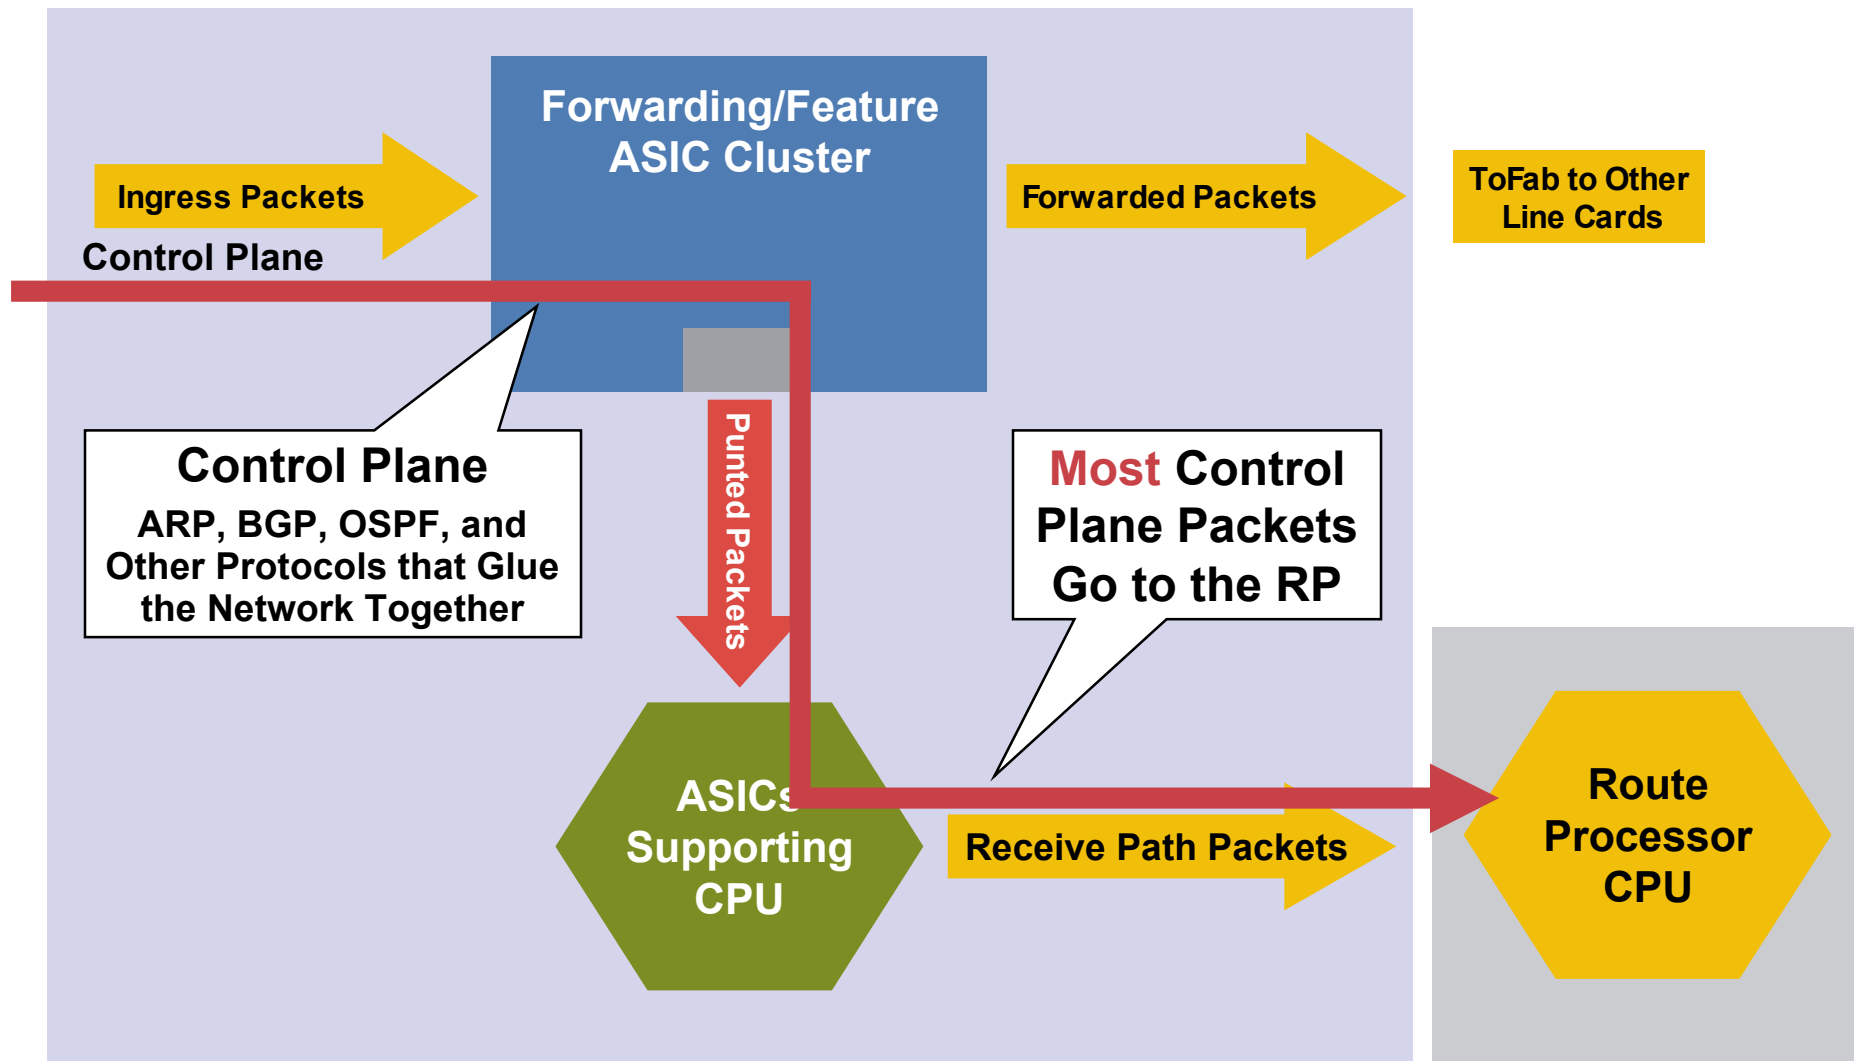 Forwarding/Feature
ASIC Cluster
Ingress Packets
Forwarded Packets
ToFab to Other
Line Cards
Control Plane
Control Plane
ARP, BGP, OSPF, and
Other Protocols that Glue
the Network Together
Punted Packets
Most Control
Plane Packets
Go to the RP
ASICs
Supporting
CPU
Receive Path Packets
Route
Processor
CPU